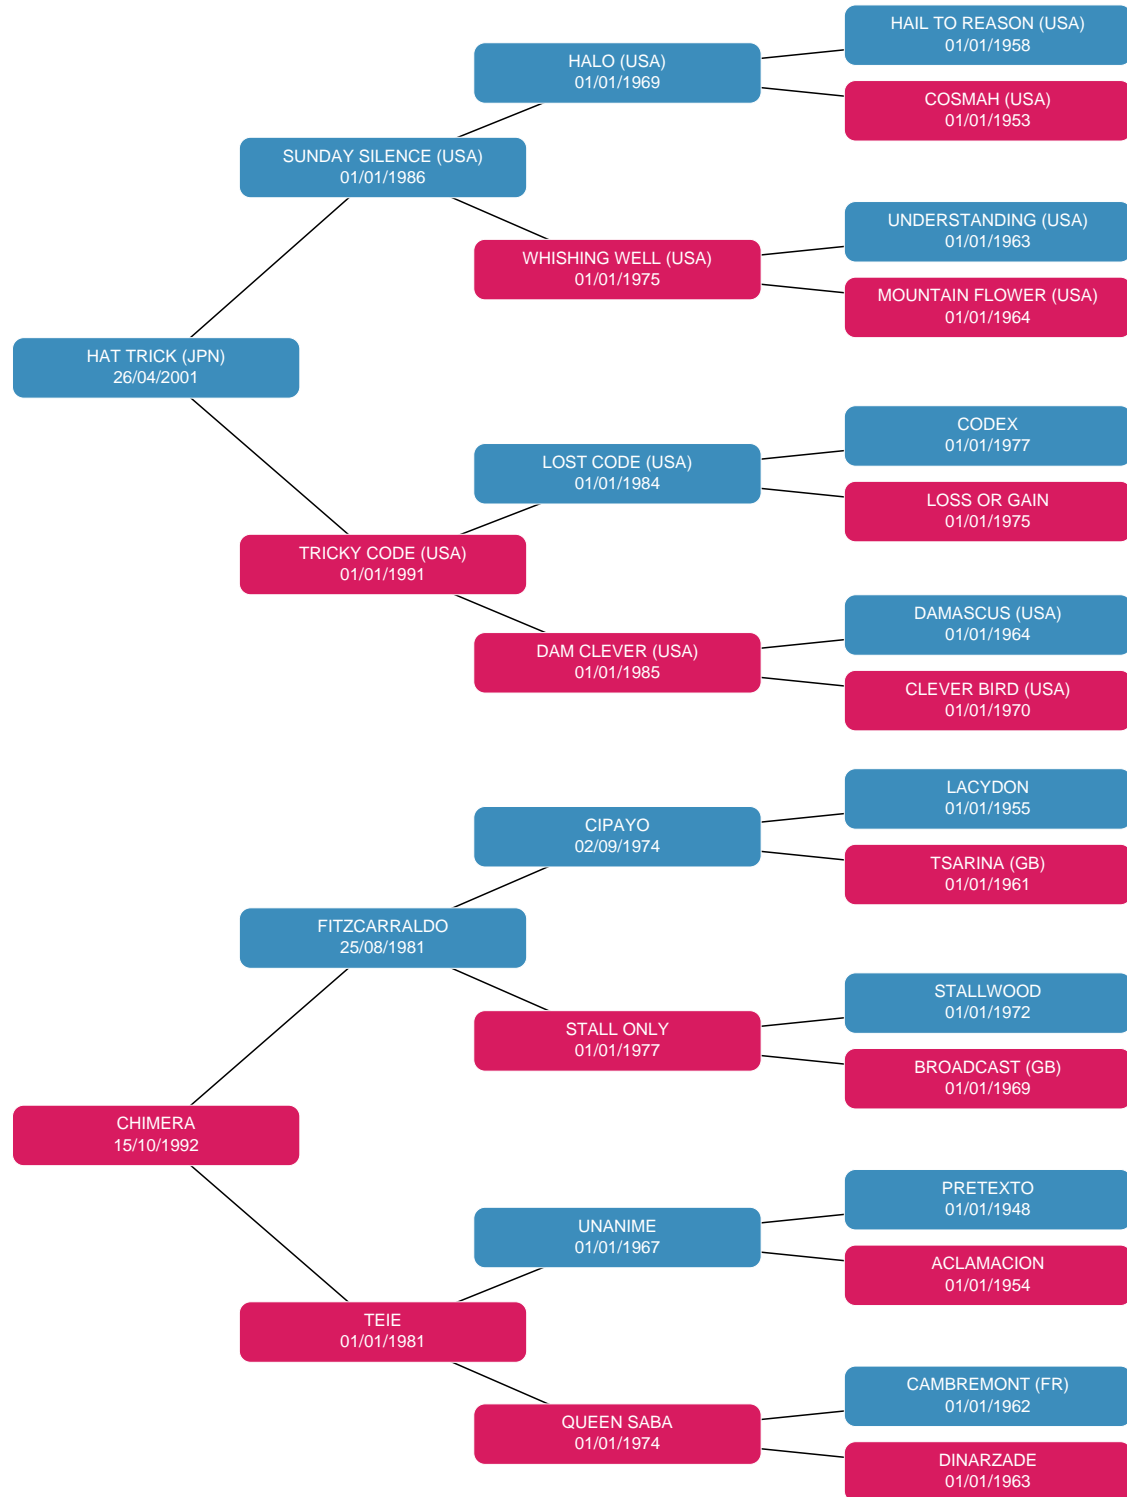 HAIL TO REASON (USA)
01/01/1958
HALO (USA)
01/01/1969
COSMAH (USA)
01/01/1953
SUNDAY SILENCE (USA)
01/01/1986
UNDERSTANDING (USA)
01/01/1963
WHISHING WELL (USA)
01/01/1975
MOUNTAIN FLOWER (USA)
01/01/1964
HAT TRICK (JPN)
26/04/2001
CODEX
01/01/1977
LOST CODE (USA)
01/01/1984
LOSS OR GAIN
01/01/1975
TRICKY CODE (USA)
01/01/1991
DAMASCUS (USA)
01/01/1964
DAM CLEVER (USA)
01/01/1985
CLEVER BIRD (USA)
01/01/1970
LACYDON
01/01/1955
CIPAYO
02/09/1974
TSARINA (GB)
01/01/1961
FITZCARRALDO
25/08/1981
STALLWOOD
01/01/1972
STALL ONLY
01/01/1977
BROADCAST (GB)
01/01/1969
CHIMERA
15/10/1992
PRETEXTO
01/01/1948
UNANIME
01/01/1967
ACLAMACION
01/01/1954
TEIE
01/01/1981
CAMBREMONT (FR)
01/01/1962
QUEEN SABA
01/01/1974
DINARZADE
01/01/1963